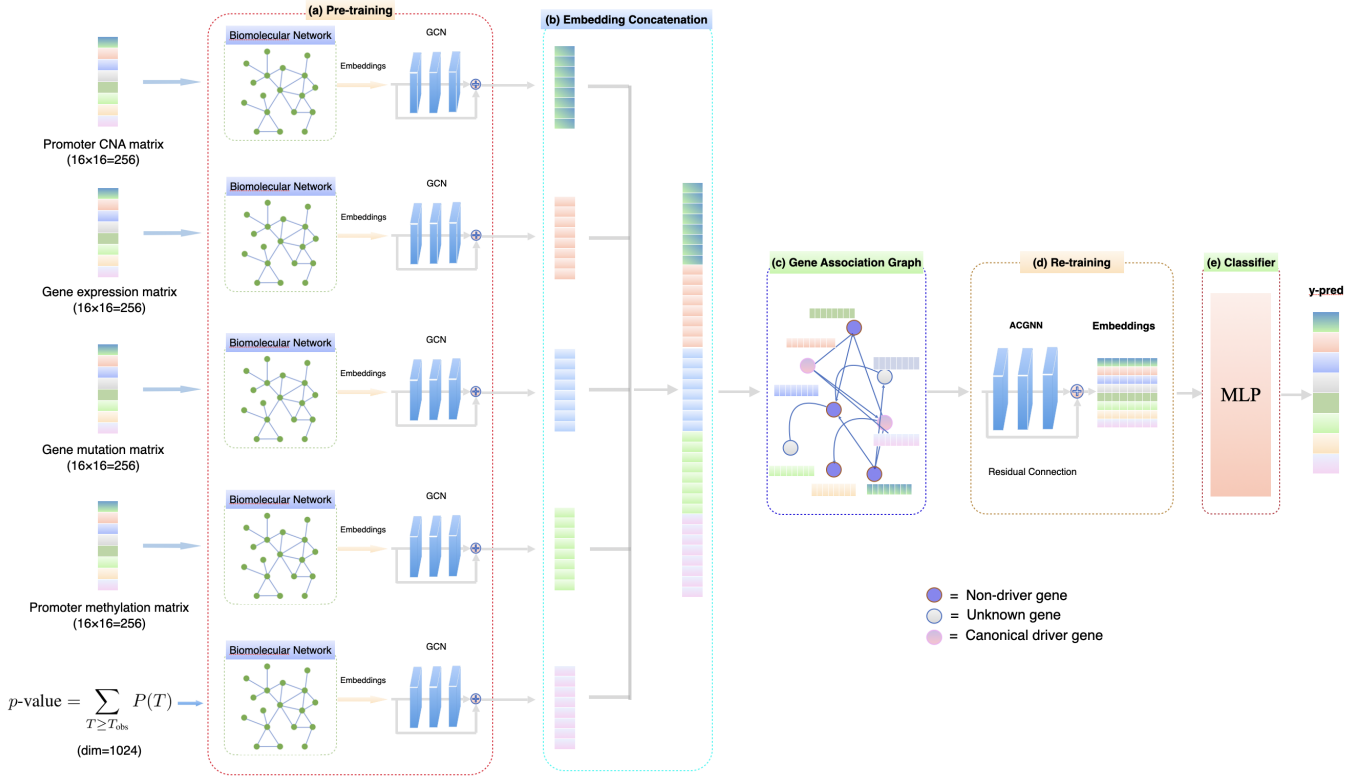 (a) Pre-training
(b) Embedding Concatenation
Biomolecular Network
GCN
Embeddings
Promoter CNA matrix
(16×16=256)
Biomolecular Network
GCN
Embeddings
Gene expression matrix
(16×16=256)
Biomolecular Network
GCN
Embeddings
Gene mutation matrix
(16×16=256)
Biomolecular Network
GCN
Embeddings
Promoter methylation matrix
(16×16=256)
Biomolecular Network
GCN
Embeddings
p-value = ∑ P(T)
T≥Tobs
(dim=1024)
(c) Gene Association Graph
(d) Re-training
ACGNN
Embeddings
Residual Connection
(e) Classifier
MLP
y-pred
= Non-driver gene
= Unknown gene
= Canonical driver gene